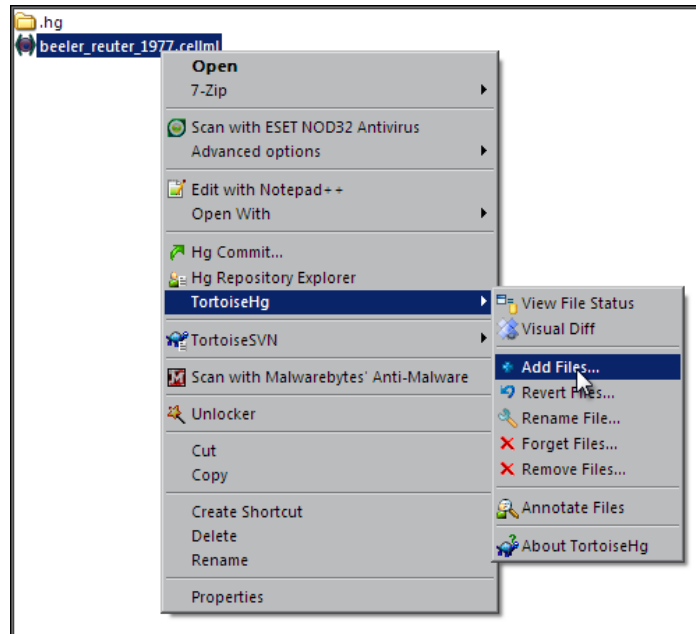 .hg
beeler_reuter_1977.cellml
Open
7-Zip
Scan with ESET NOD32 Antivirus
Advanced options
Edit with Notepad++
Open With
Hg Commit...
Hg Repository Explorer
TortoiseHg
TortoiseSVN
Scan with Malwarebytes' Anti-Malware
Unlocker
Cut
Copy
Create Shortcut
Delete
Rename
Properties
View File Status
Visual Diff
Add Files...
Revert Files...
Rename File...
Forget Files...
Remove Files...
Annotate Files
About TortoiseHg